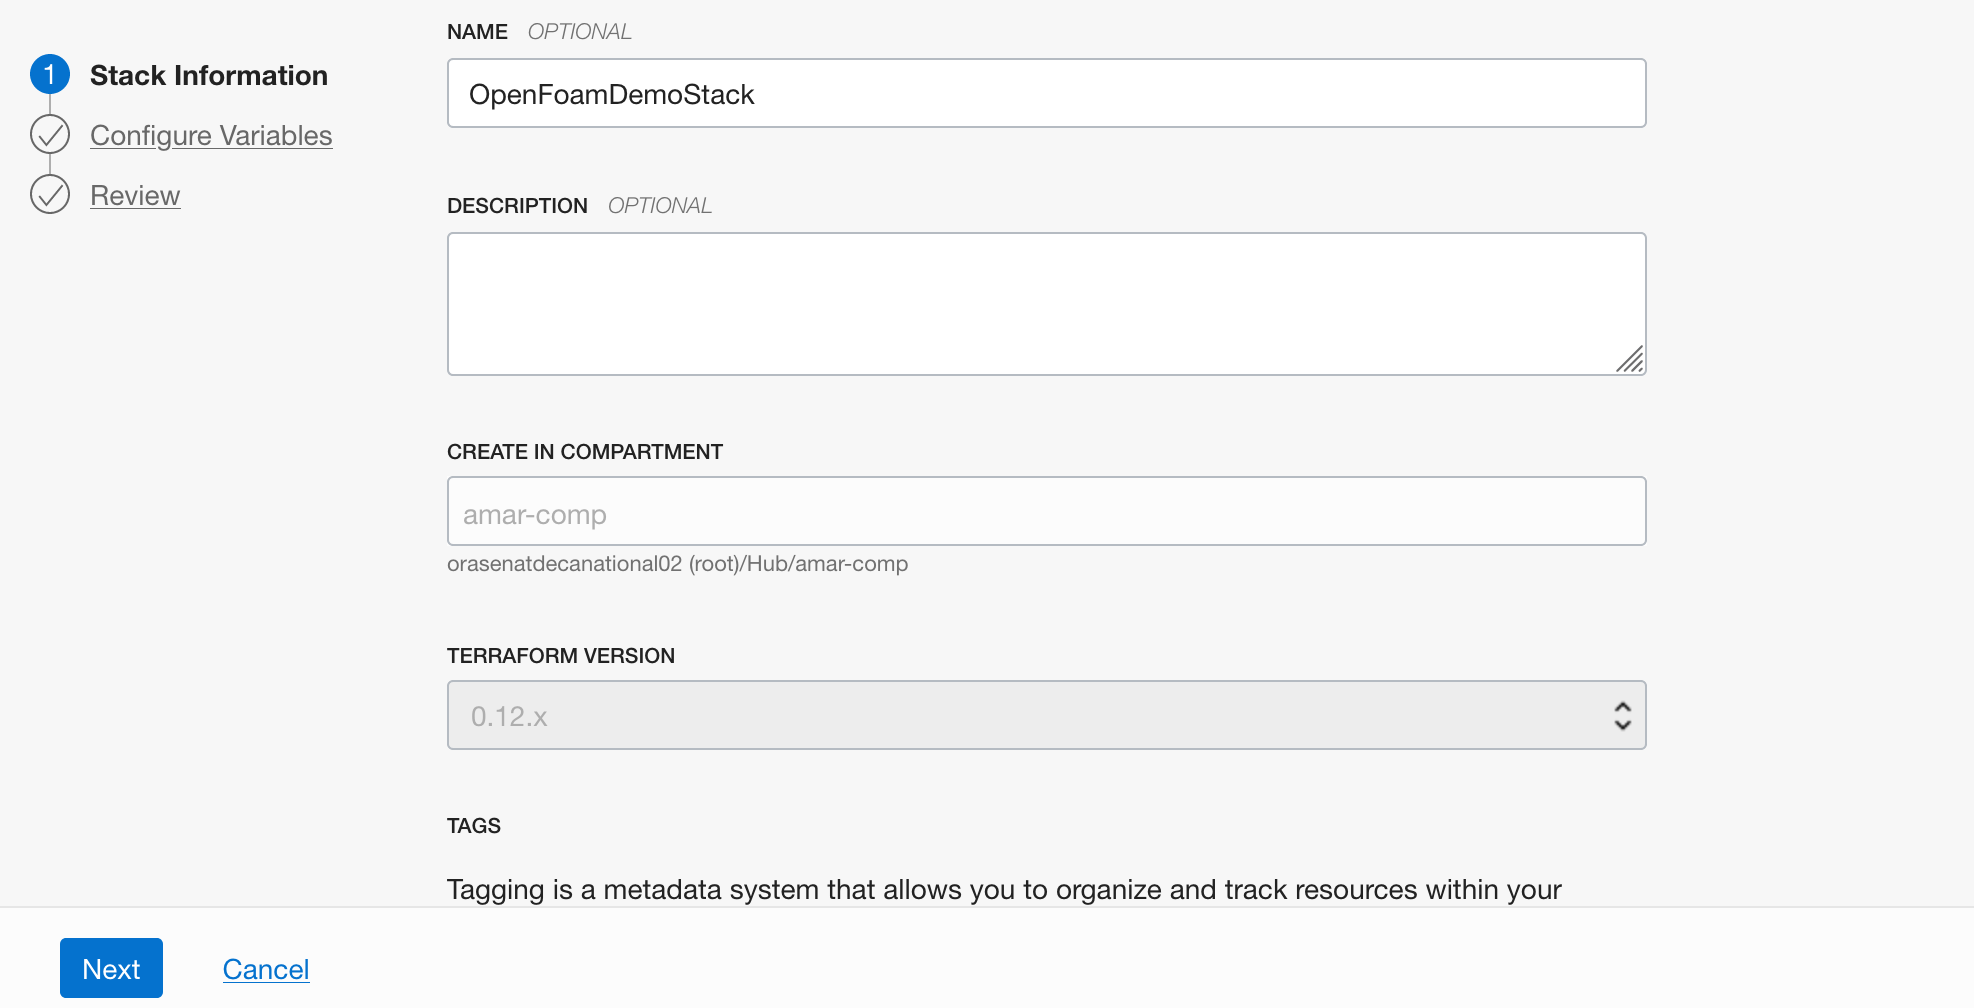 1 Stack Information
Configure Variables
Review
NAME OPTIONAL
OpenFoamDemoStack
DESCRIPTION OPTIONAL
CREATE IN COMPARTMENT
amar-comp
orasenatdecanational02 (root)/Hub/amar-comp
TERRAFORM VERSION
0.12.x
TAGS
Tagging is a metadata system that allows you to organize and track resources within your
Next Cancel